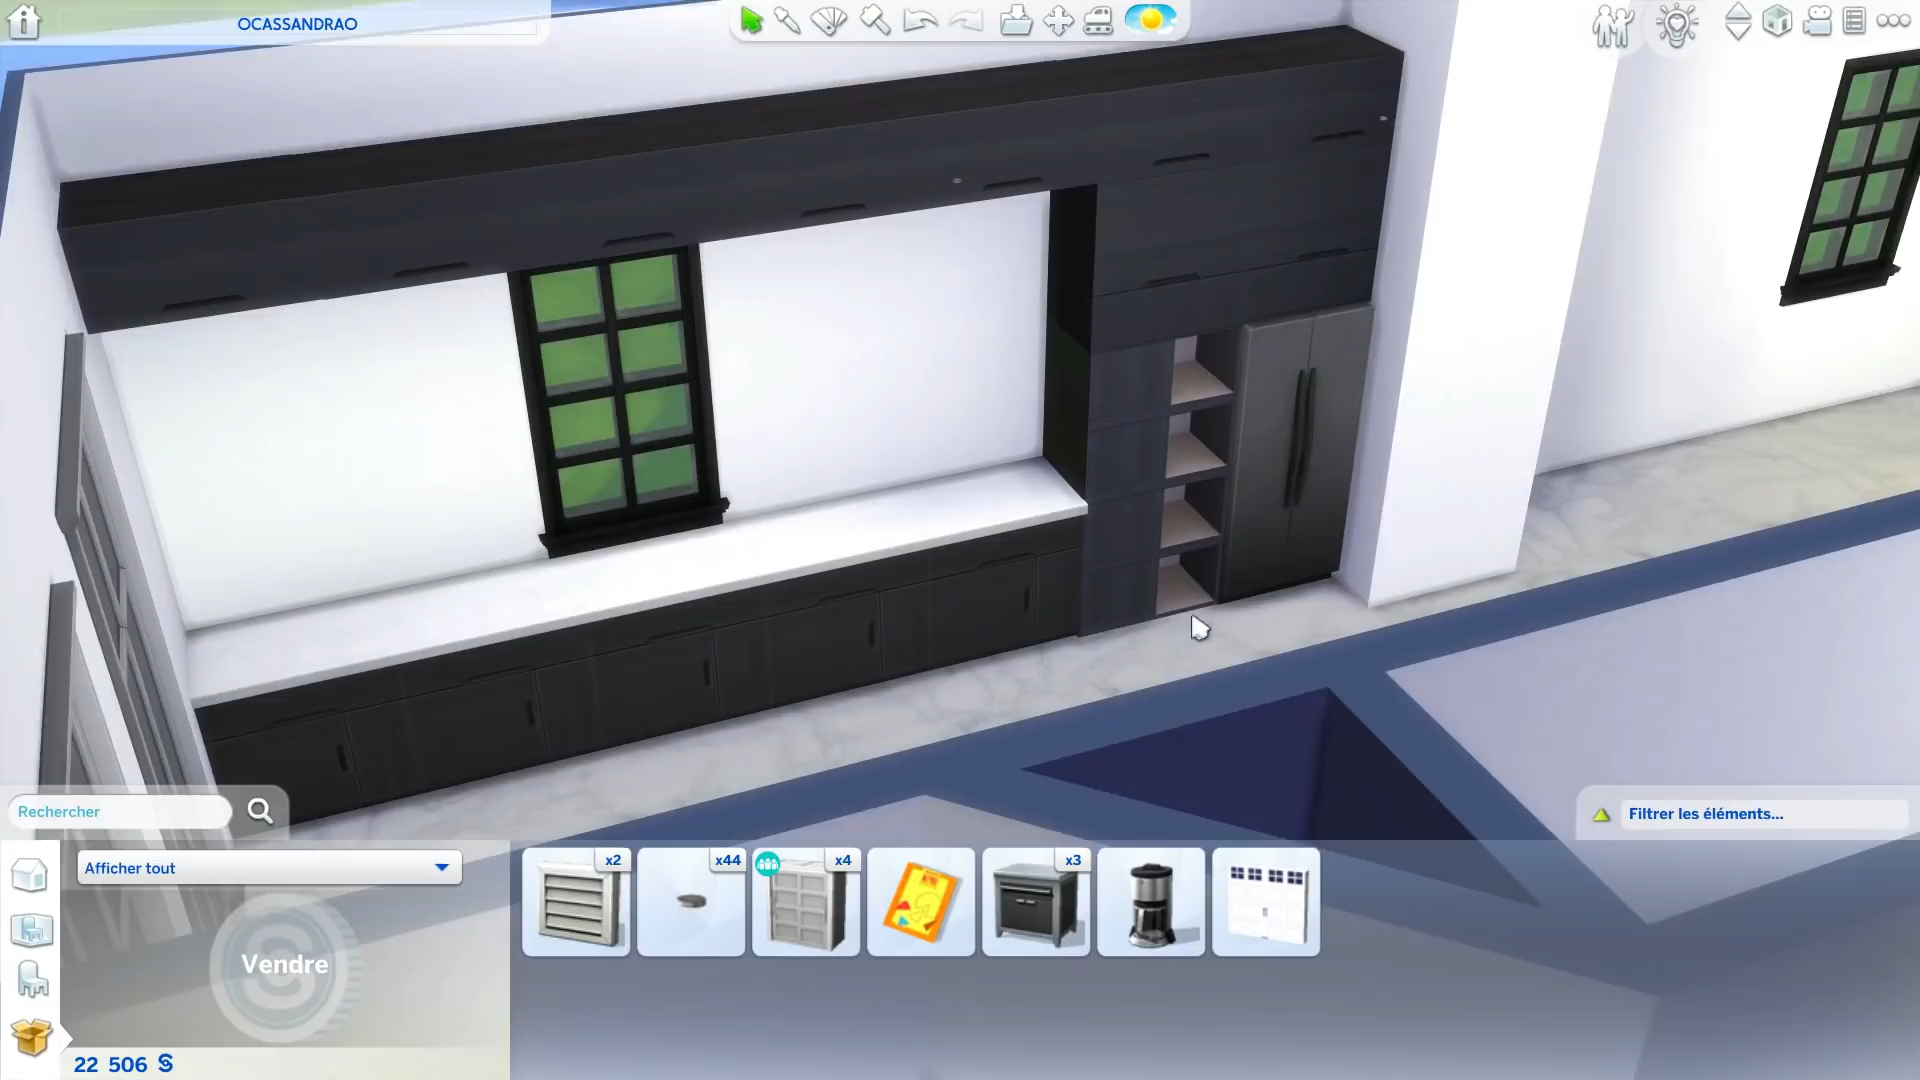 OCASSANDRAO
Rechercher
Filtrer les éléments...
Afficher tout
x2
x44
x4
x3
Vendre
22 506 S